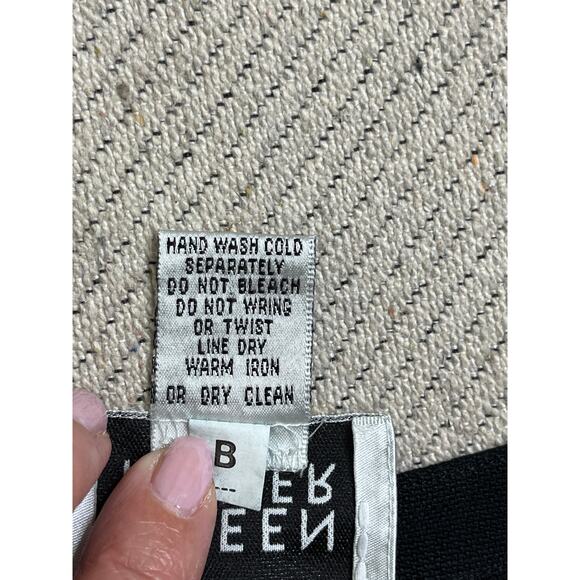 HAND WASH COLD
SEPARATELY
DO NOT BLEACH
DO NOT WRING
OR TWIST
LINE DRY
WARM IRON
OR DRY CLEAN
B
---